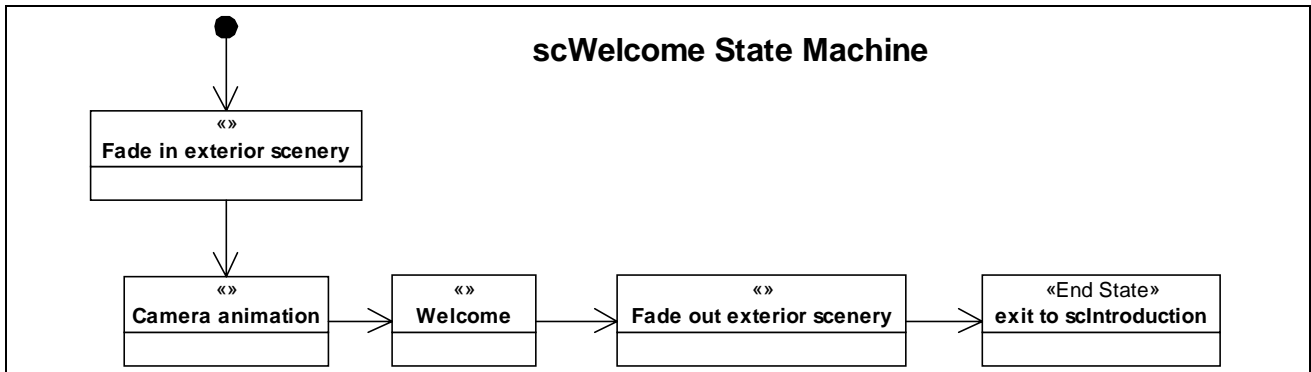 scWelcome State Machine
«»
Fade in exterior scenery
«»
Camera animation
«»
Welcome
«»
Fade out exterior scenery
«End State»
exit to scIntroduction